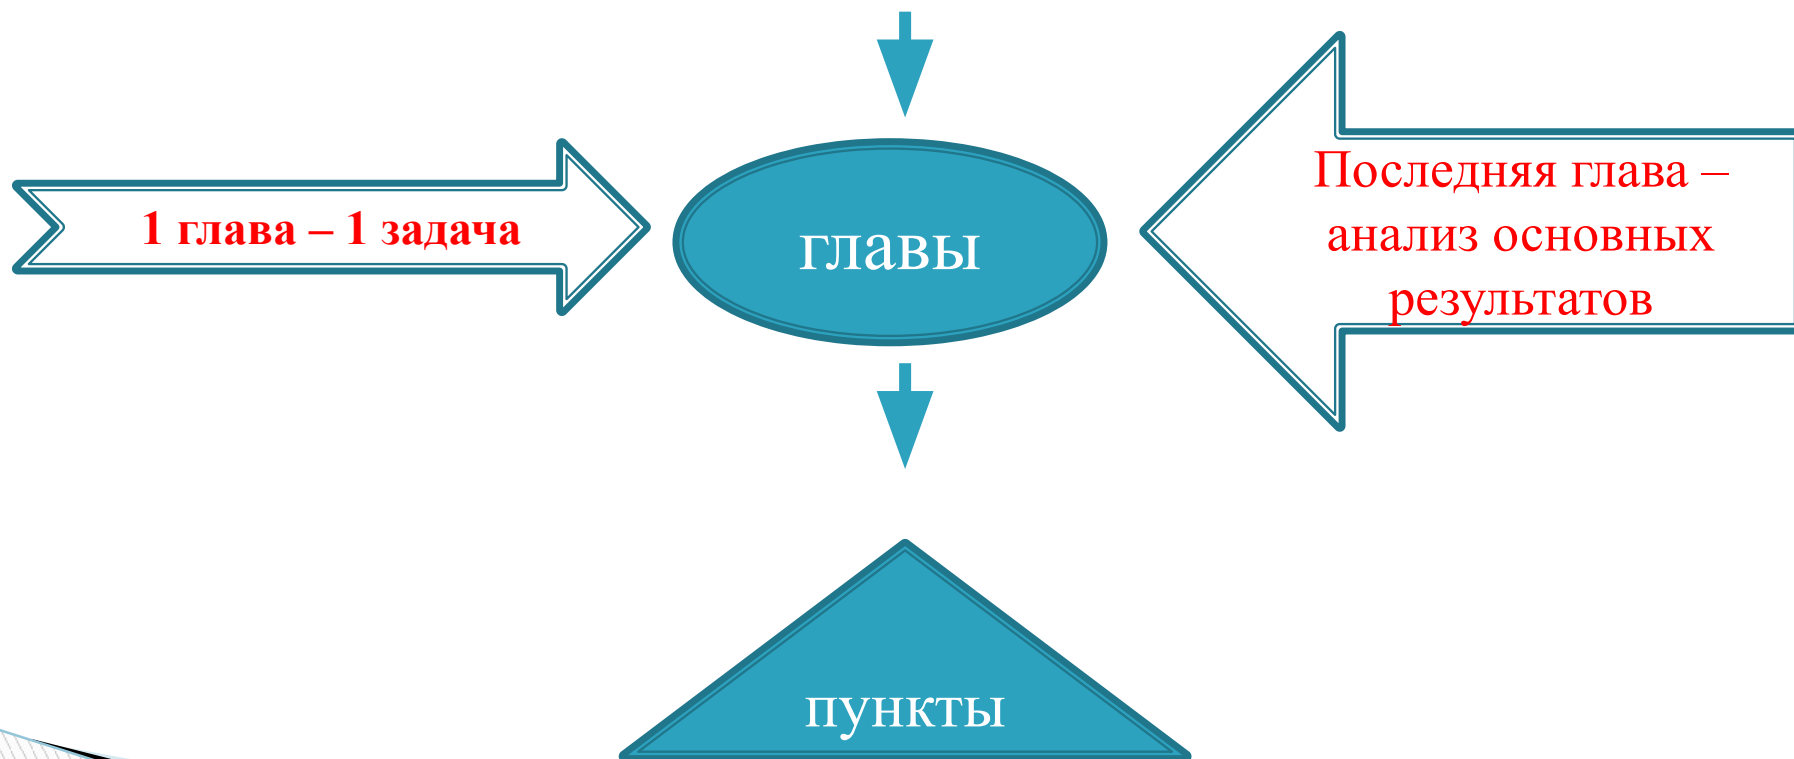 1 глава – 1 задача
главы
Последняя глава –
анализ основных
результатов
пункты